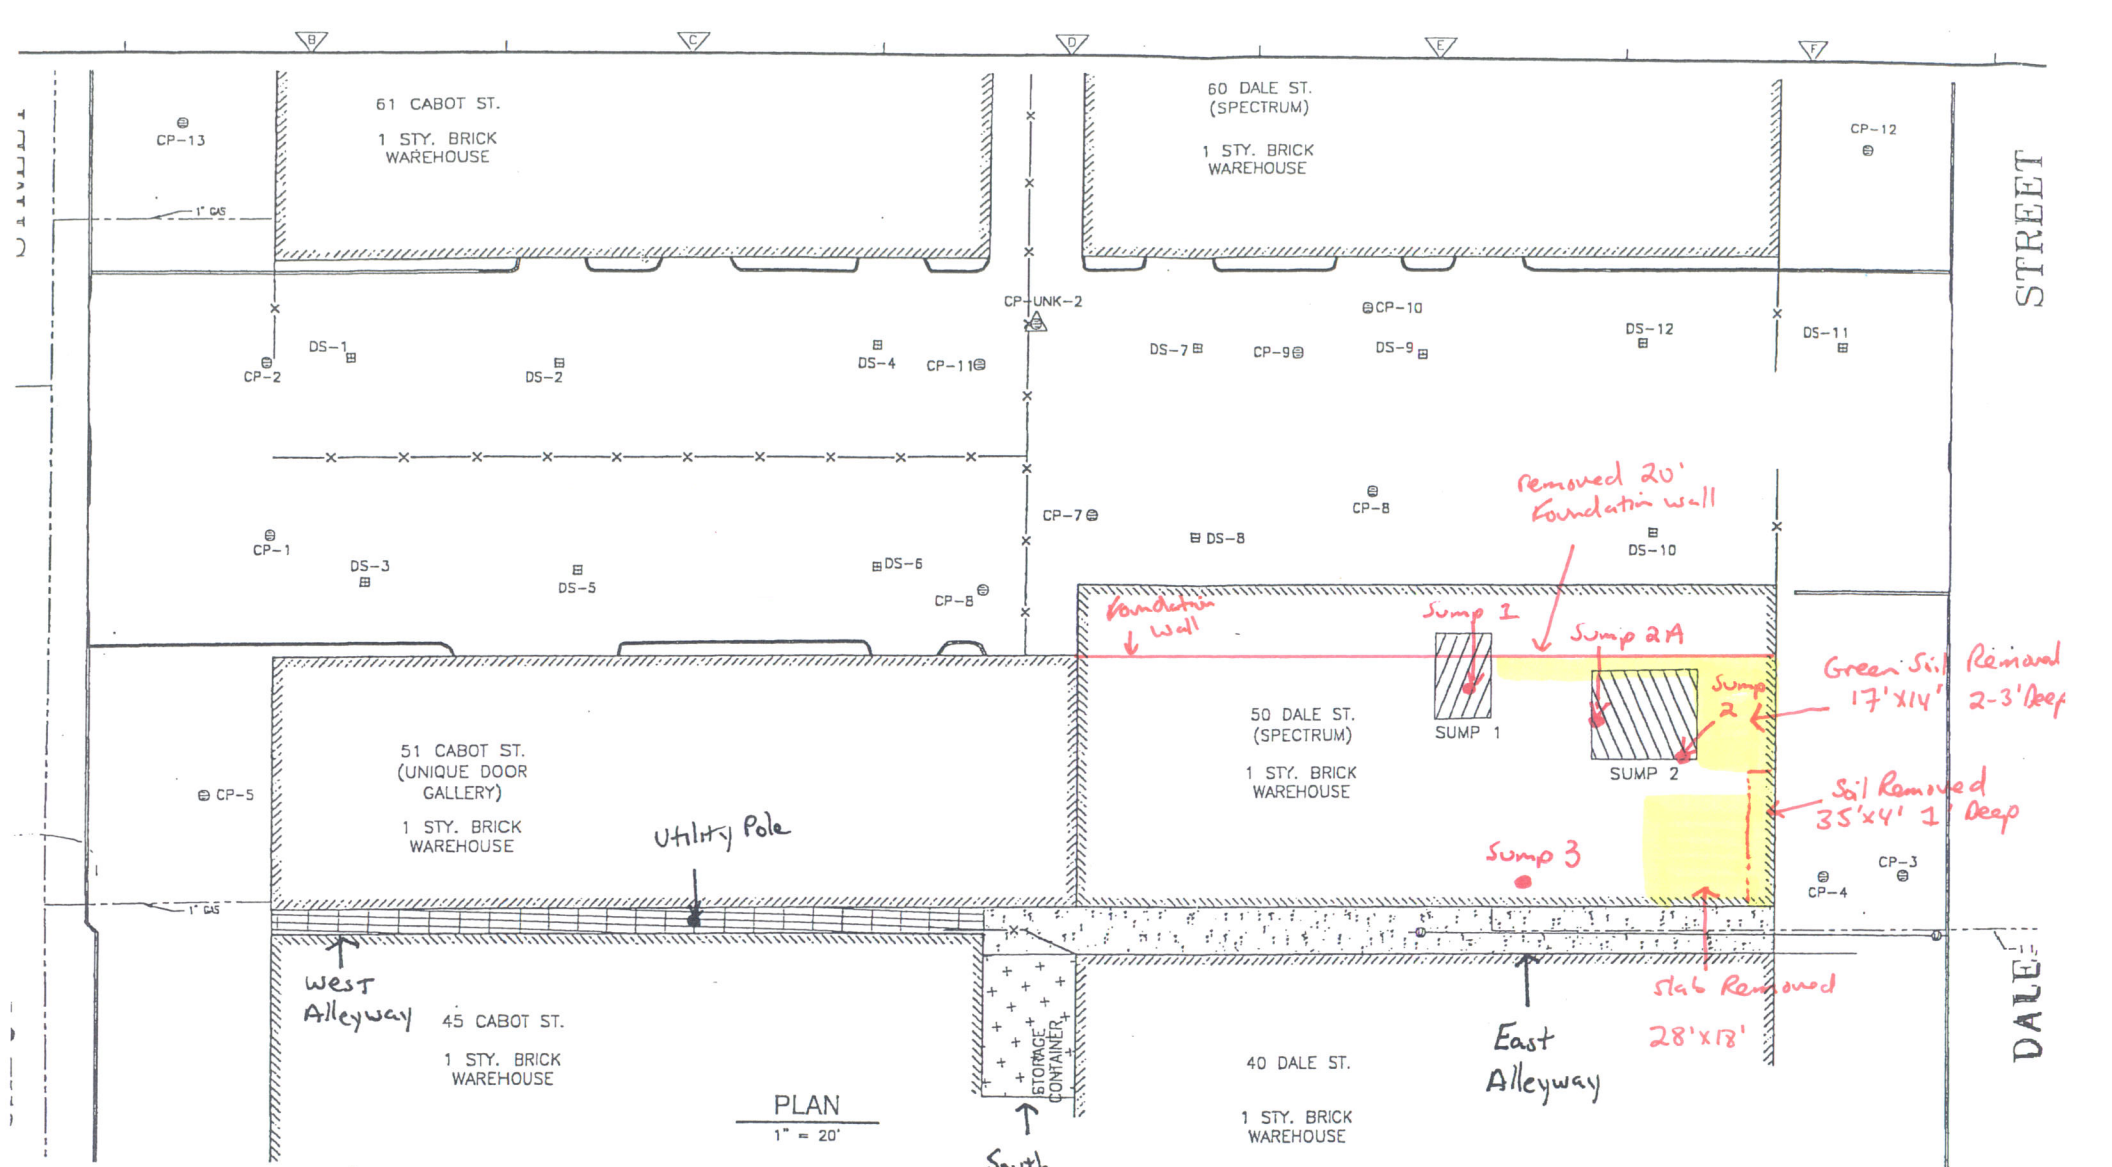 B
C
D
E
F
61 CABOT ST.
1 STY. BRICK
WAREHOUSE
60 DALE ST.
(SPECTRUM)
1 STY. BRICK
WAREHOUSE
CP-13
CP-12
1" GAS
STREET
CP-UNK-2
CP-10
DS-12
DS-11
DS-1
CP-2
DS-2
DS-4
CP-11
DS-7
CP-9
DS-9
removed 20'
Foundation wall
CP-8
CP-7
DS-8
DS-10
CP-1
DS-3
DS-5
DS-6
CP-8
Foundation
wall
Sump 1
Sump 2A
Green Soil Removed
17'x14' 2-3' Deep
Sump
2
50 DALE ST.
(SPECTRUM)
1 STY. BRICK
WAREHOUSE
SUMP 1
SUMP 2
51 CABOT ST.
(UNIQUE DOOR
GALLERY)
1 STY. BRICK
WAREHOUSE
CP-5
Utility Pole
Soil Removed
35'x4' 1' Deep
Sump 3
CP-3
CP-4
1" GAS
West
Alleyway
45 CABOT ST.
1 STY. BRICK
WAREHOUSE
STORAGE
CONTAINER
Slab Removed
28'x18'
East
Alleyway
40 DALE ST.
1 STY. BRICK
WAREHOUSE
DALE
PLAN
1" = 20'
South